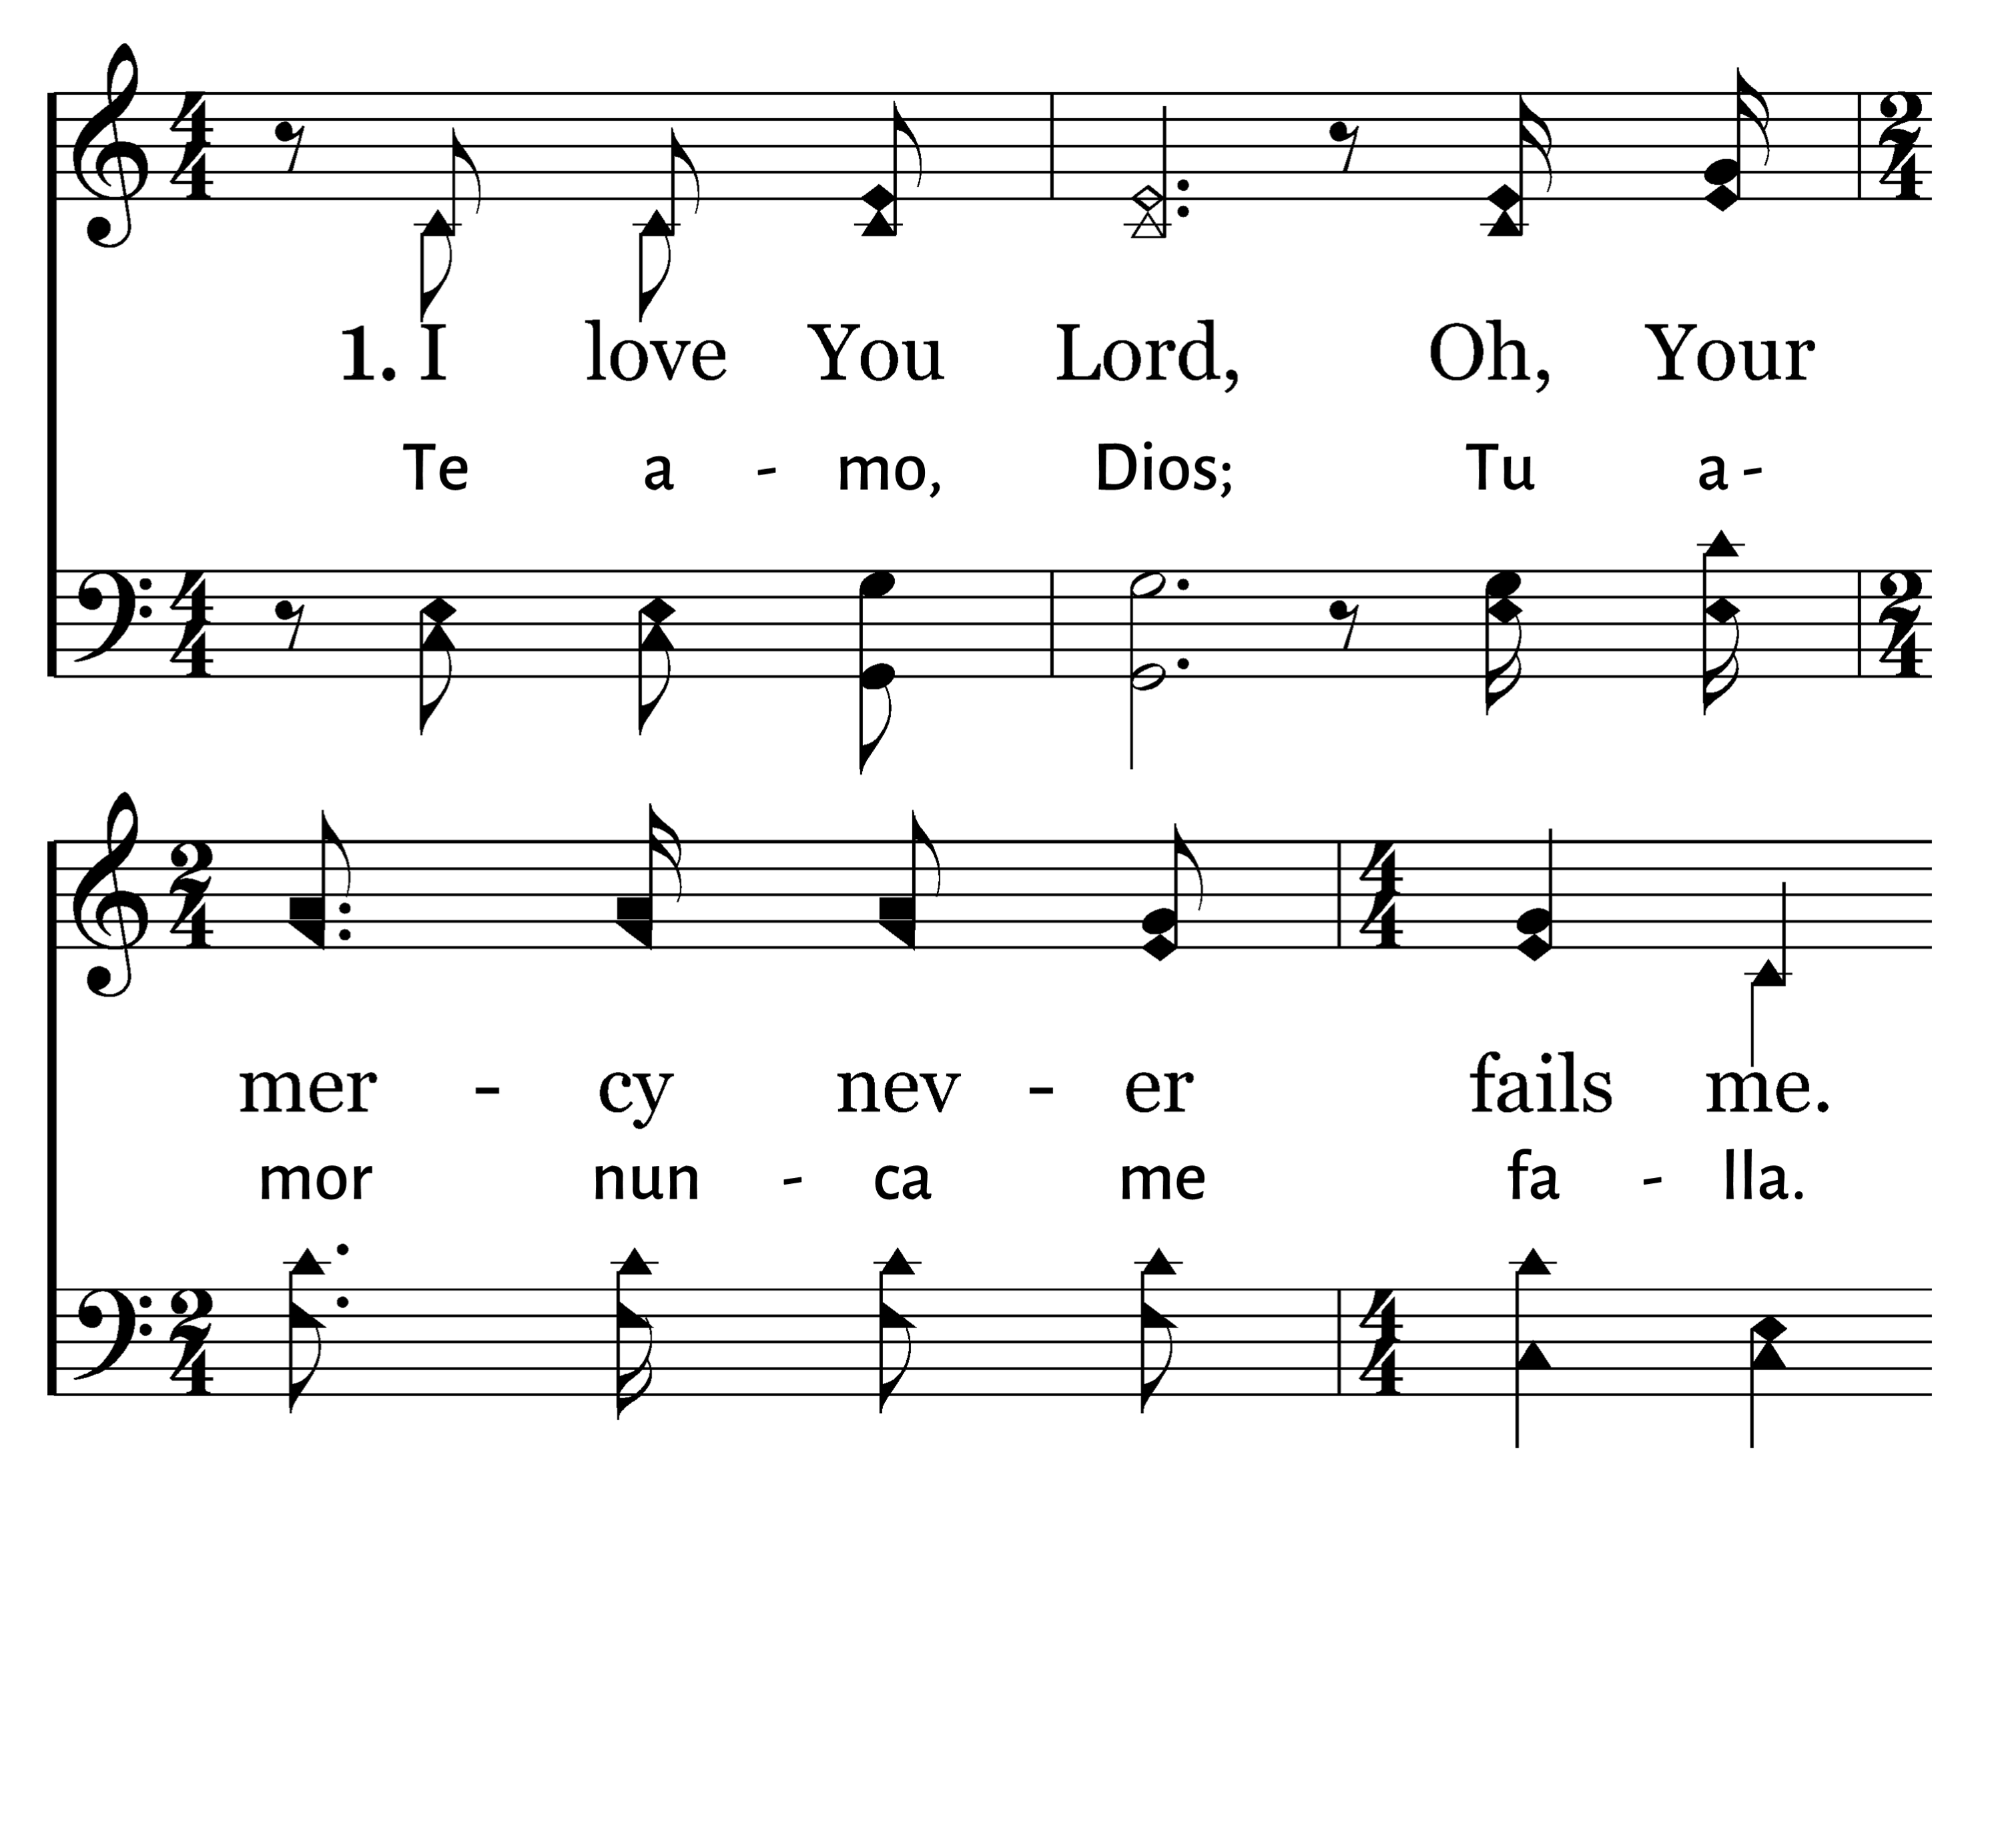 1. I love You Lord, Oh, Your
Te a - mo, Dios; Tu a-
mer - cy nev - er fails me.
mor nun - ca me fa - lla.